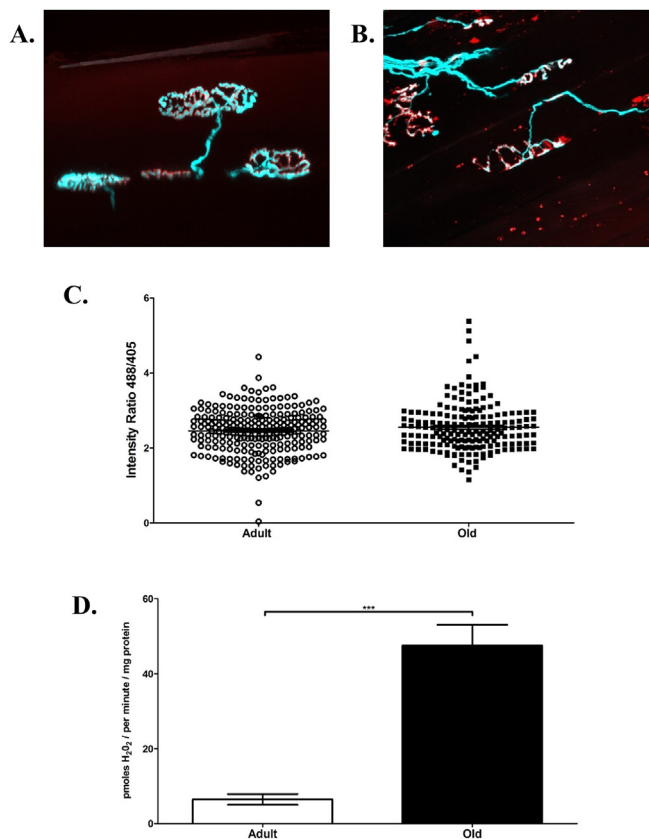 A.
B.
C.
Intensity Ratio 488/405
6
4
2
0
Adult
Old
D.
pmoles H₂0₂ / per minute / mg protein
60
40
20
0
***
Adult
Old